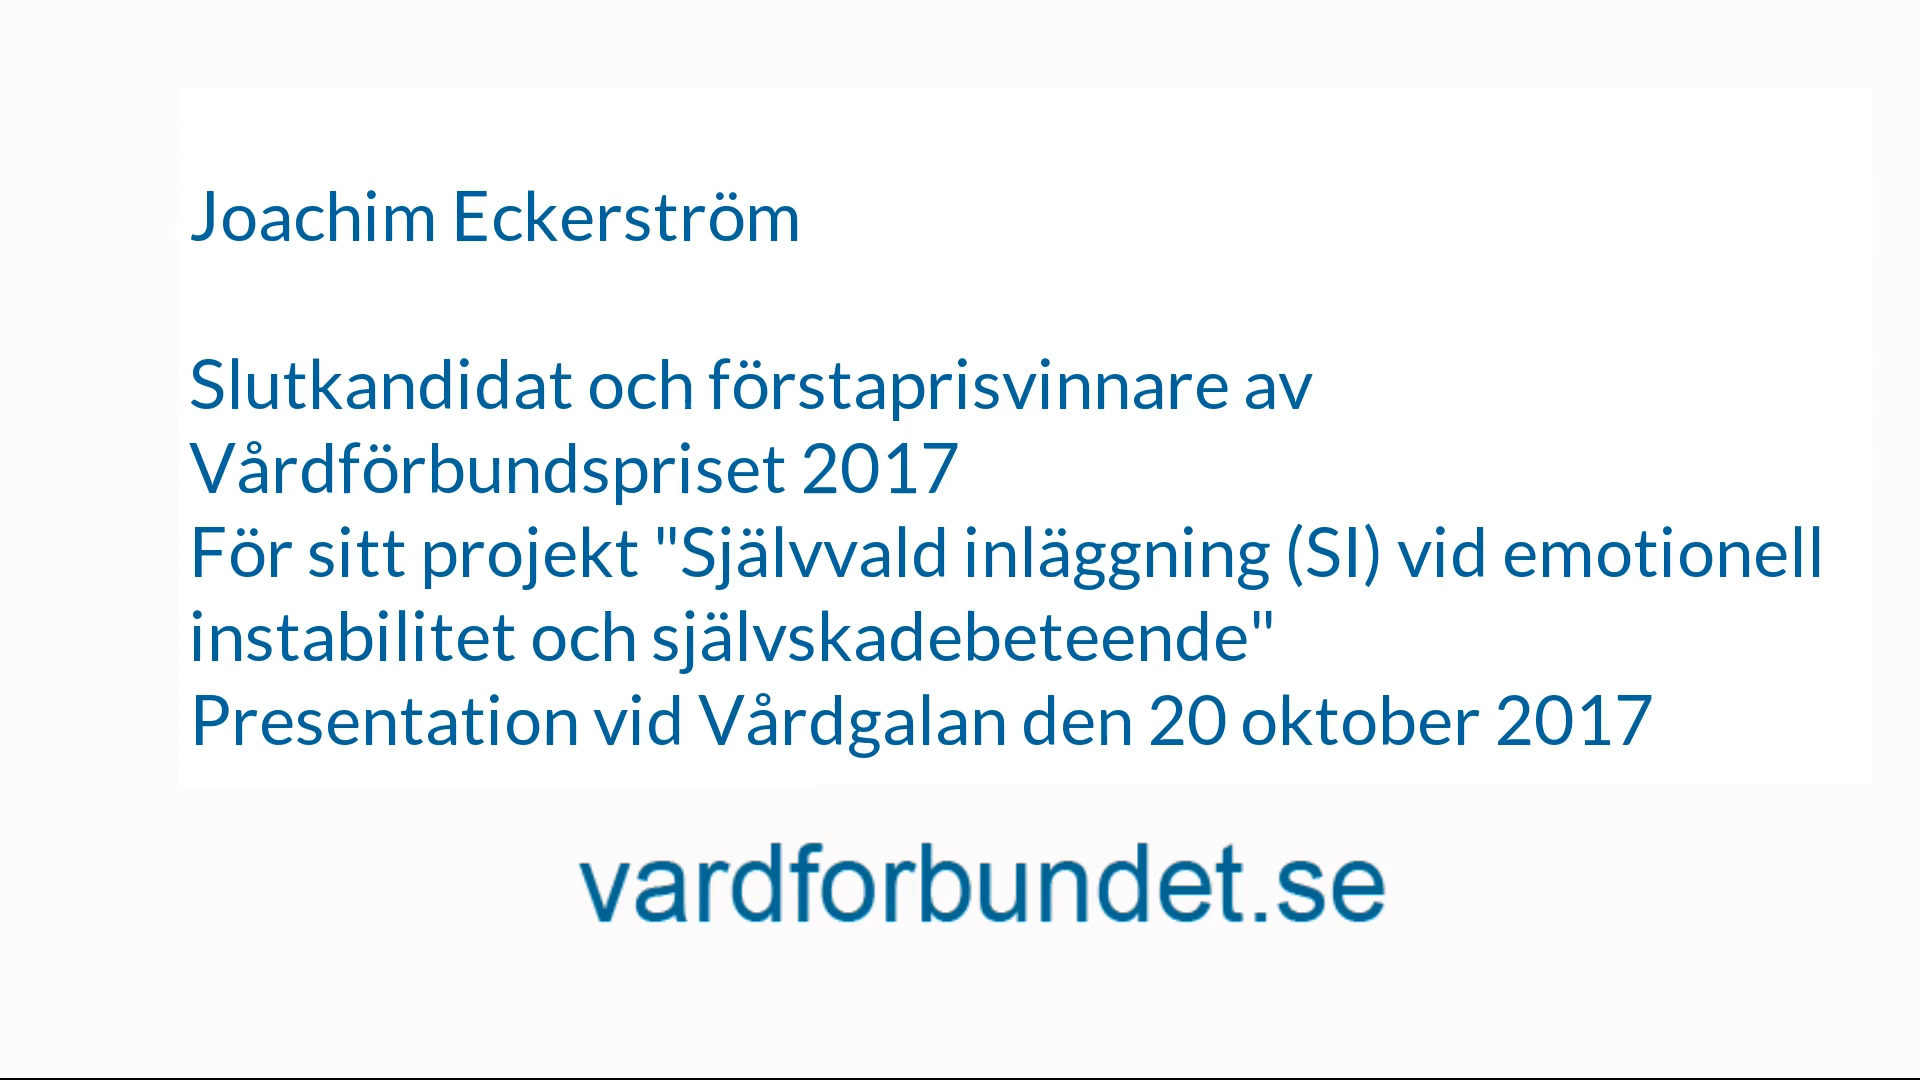 Joachim Eckerström
Slutkandidat och förstaprisvinnare av
Vårdförbundspriset 2017
För sitt projekt "Självvald inläggning (SI) vid emotionell
instabilitet och självskadebeteende"
Presentation vid Vårdgalan den 20 oktober 2017
vardforbundet.se